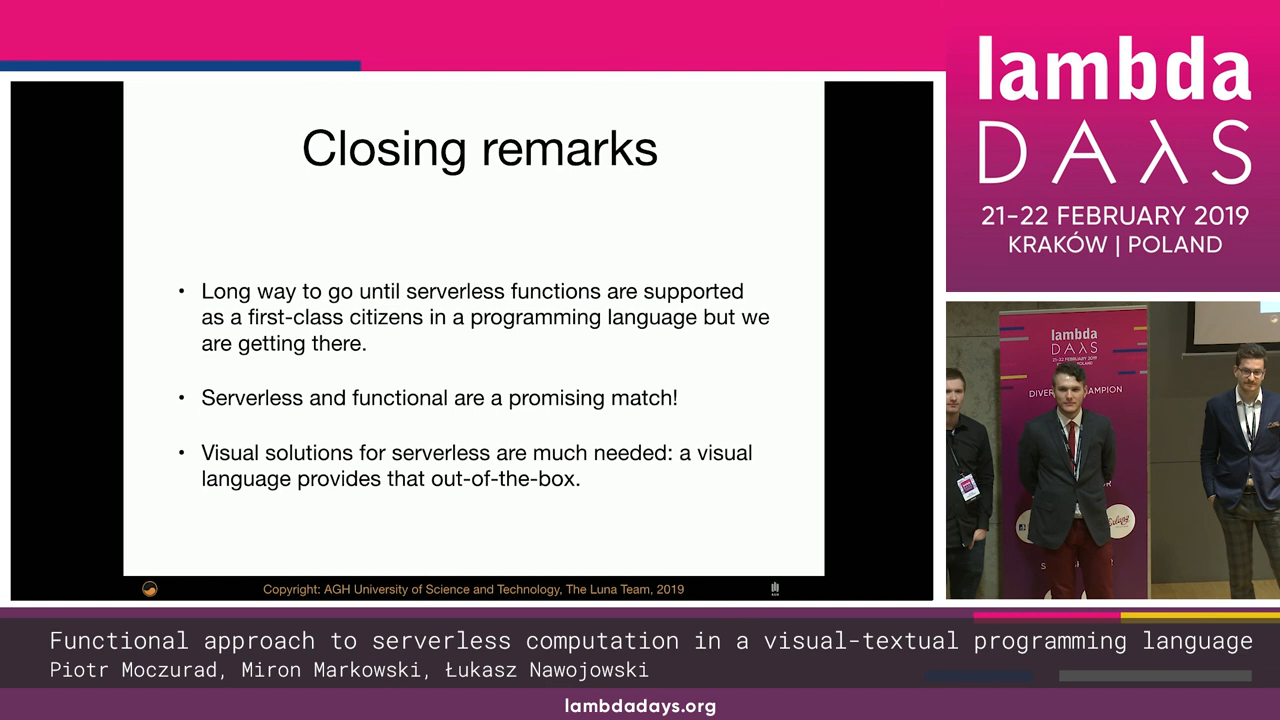 Closing remarks
• Long way to go until serverless functions are supported
as a first-class citizens in a programming language but we
are getting there.
• Serverless and functional are a promising match!
• Visual solutions for serverless are much needed: a visual
language provides that out-of-the-box.
Copyright: AGH University of Science and Technology, The Luna Team, 2019
lambda
DAλS
21-22 FEBRUARY 2019
KRAKÓW | POLAND
lambda
DAλS
21-22 FEBRUARY 2019
Functional approach to serverless computation in a visual-textual programming language
Piotr Moczurad, Miron Markowski, Łukasz Nawojowski
lambdadays.org